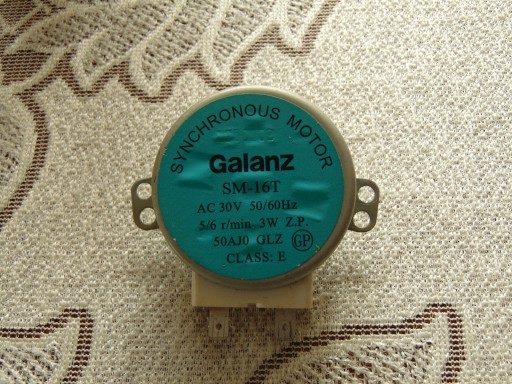 SYNCHRONOUS MOTOR
Galanz
SM-16T
AC 30V 50/60Hz
5/6 r/min 3W Z.P.
50AJ0 GLZ GP
CLASS: E